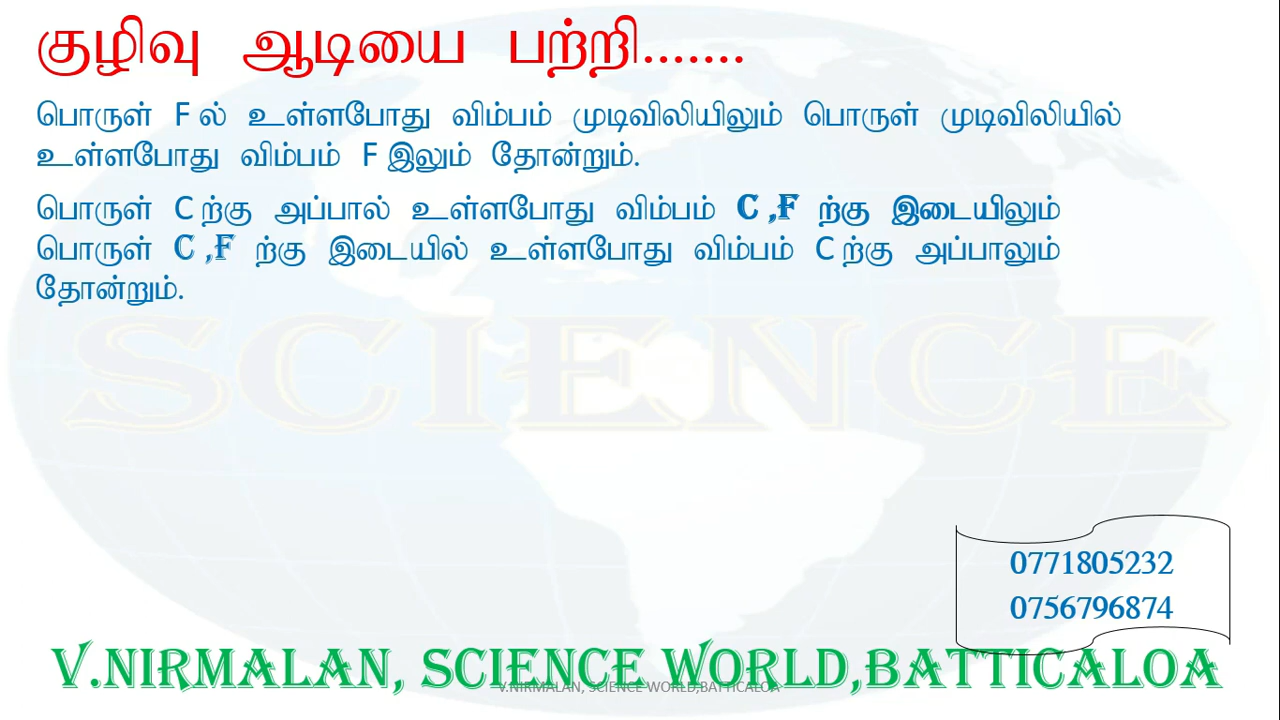 குழிவு ஆடியை பற்றி.......
பொருள் F ல் உள்ளபோது விம்பம் முடிவிலியிலும் பொருள் முடிவிலியில்
உள்ளபோது விம்பம் F இலும் தோன்றும்.
பொருள் C ற்கு அப்பால் உள்ளபோது விம்பம் C ,F ற்கு இடையிலும்
பொருள் C ,F ற்கு இடையில் உள்ளபோது விம்பம் C ற்கு அப்பாலும்
தோன்றும்.
SCIENCE
0771805232
0756796874
V.NIRMALAN, SCIENCE WORLD,BATTICALOA
V.NIRMALAN, SCIENCE WORLD,BATTICALOA